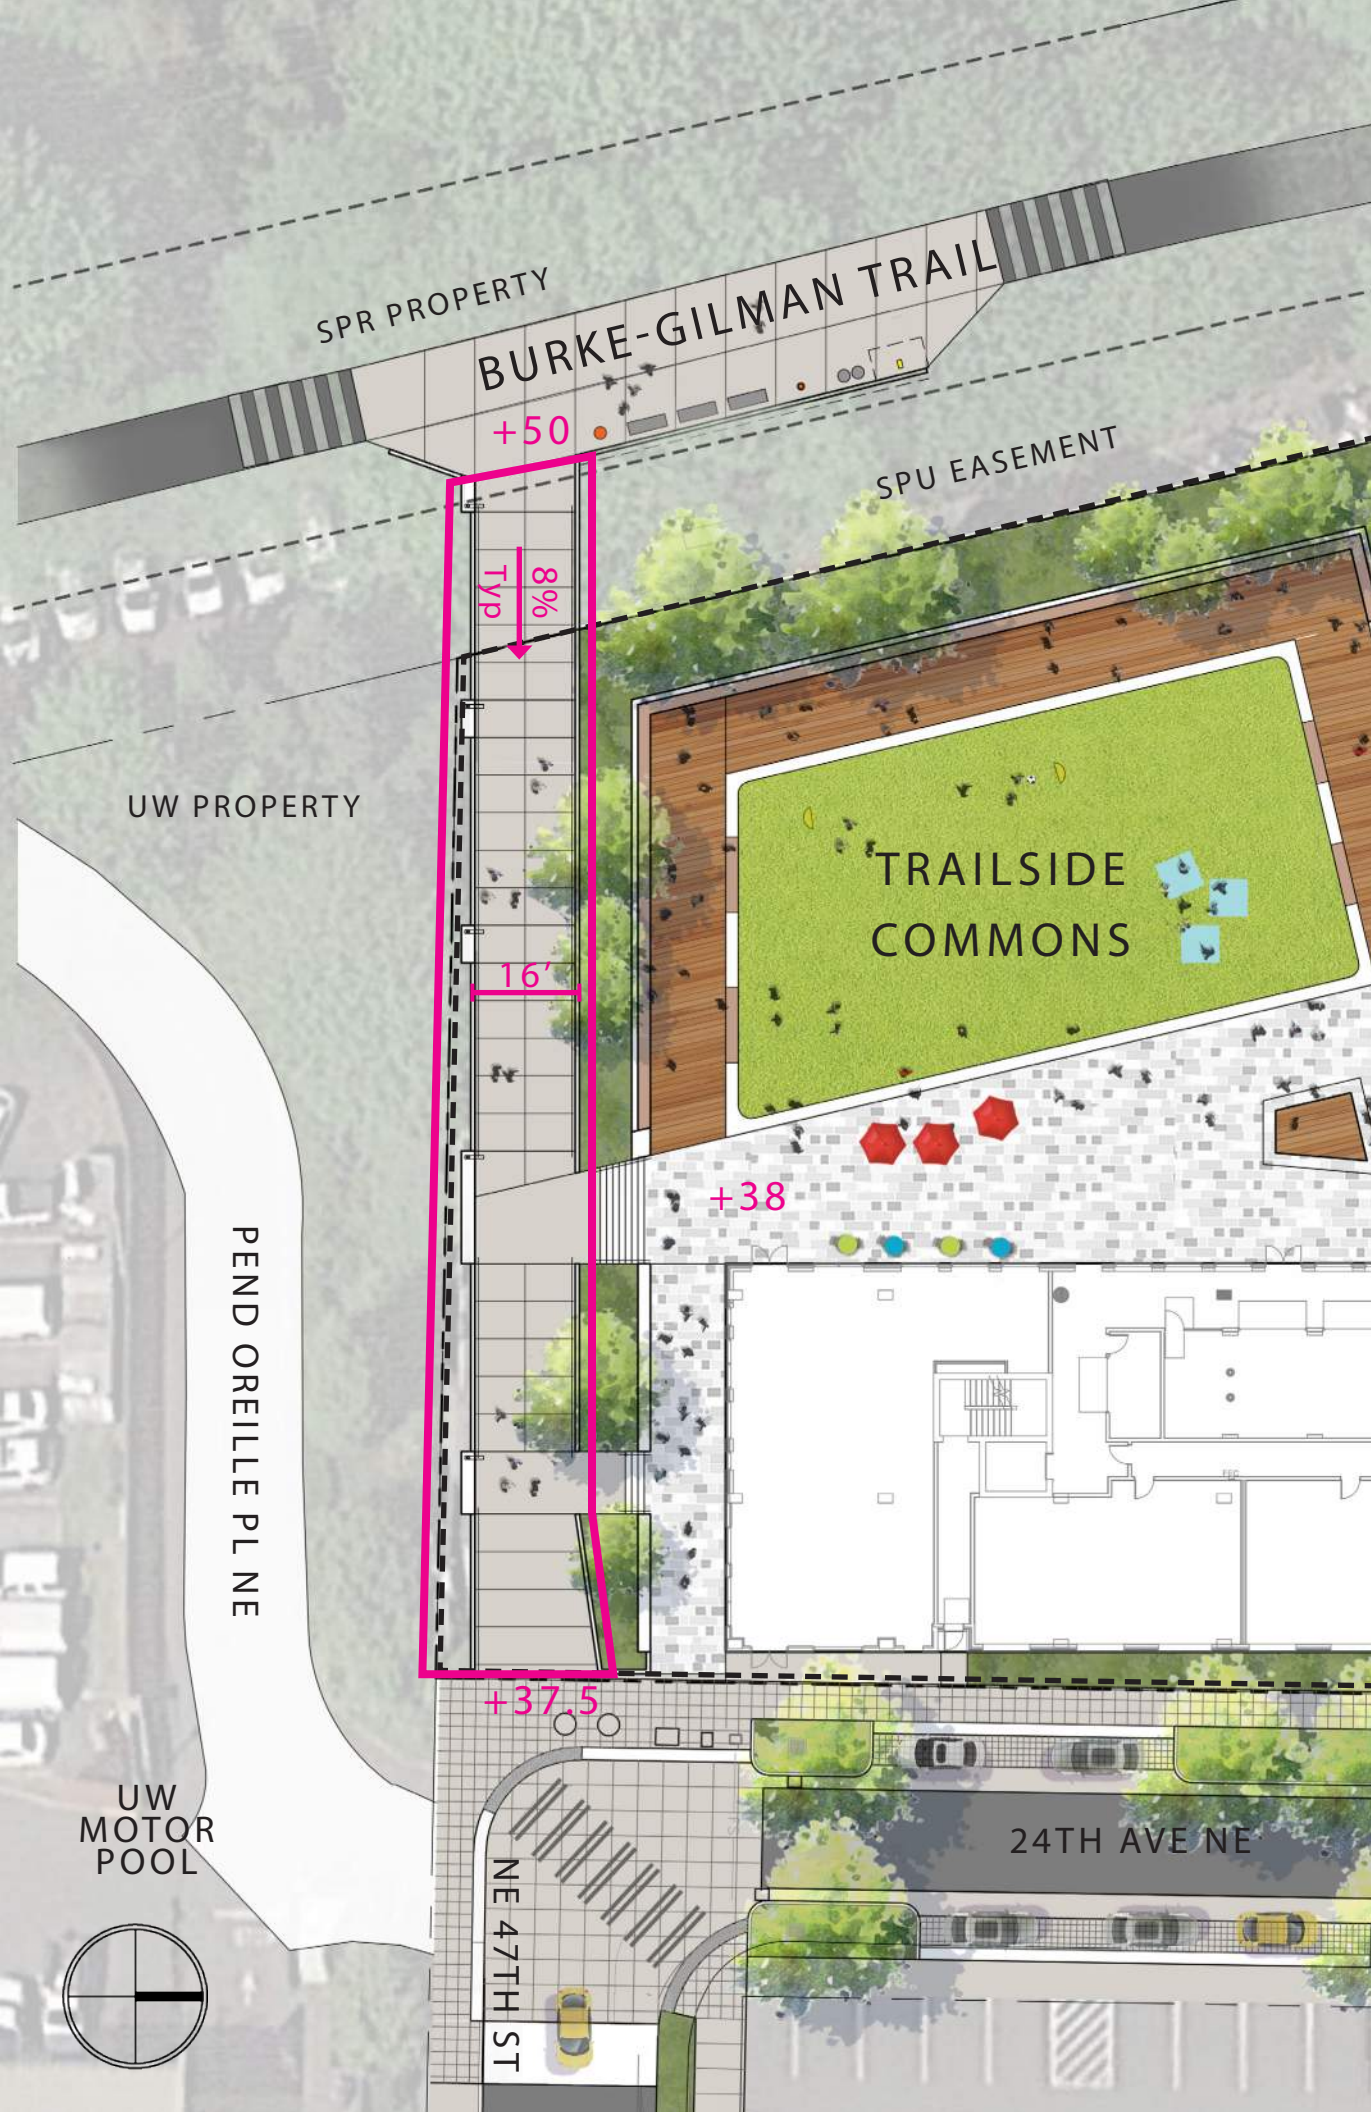 SPR PROPERTY
BURKE-GILMAN TRAIL
+50
SPU EASEMENT
8%
Typ
UW PROPERTY
TRAILSIDE
COMMONS
16'
+38
PEND OREILLE PL NE
+37.5
UW
MOTOR
POOL
24TH AVE NE
NE 47TH ST